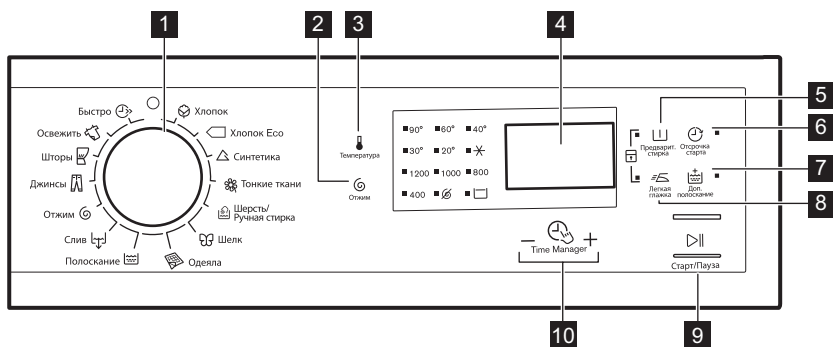 1
2
3
4
5
6
7
8
9
10
Быстро
Освежить
Шторы
Джинсы
Отжим
Слив
Полоскание
Хлопок
Хлопок Eco
Синтетика
Тонкие ткани
Шерсть/
Ручная стирка
Шелк
Одеяла
Температура
Отжим
90° 60° 40°
30° 20°
1200 1000 800
400
Time Manager
Предварит.
стирка
Отсрочка
старта
Легкая
глажка
Доп.
полоскание
Старт/Пауза